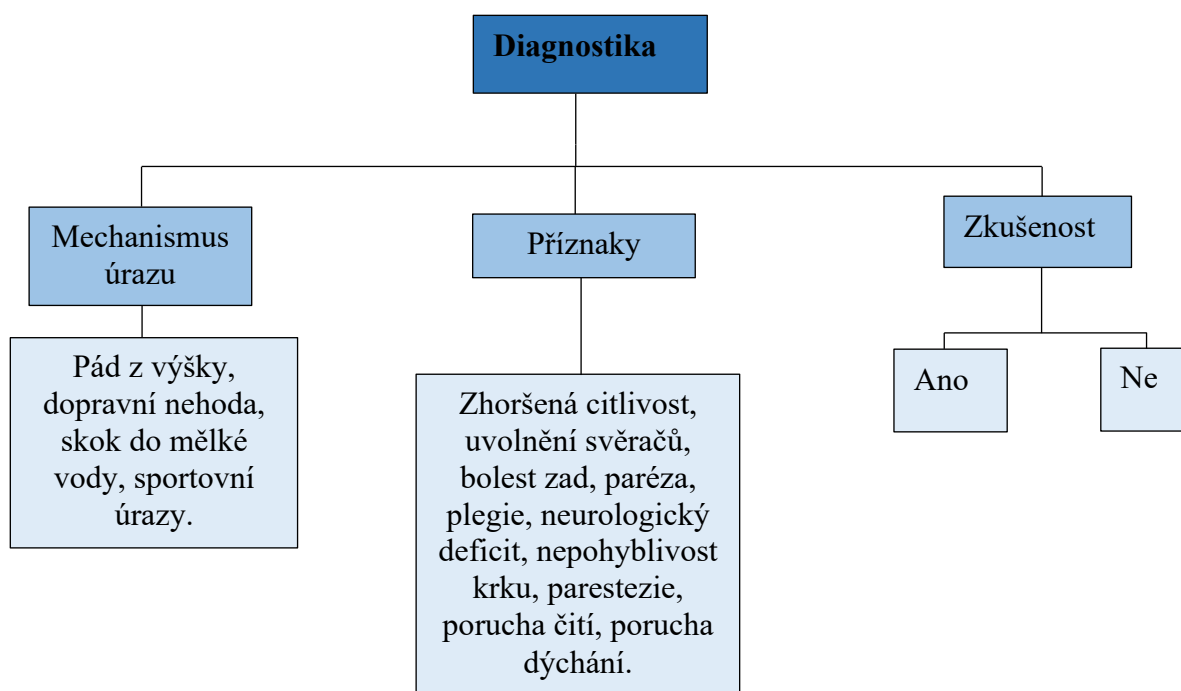 Diagnostika
Mechanismus
úrazu
Příznaky
Zkušenost
Pád z výšky,
dopravní nehoda,
skok do mělké
vody, sportovní
úrazy.
Zhoršená citlivost,
uvolnění svěračů,
bolest zad, paréza,
plegie, neurologický
deficit, nepohyblivost
krku, parestezie,
porucha čití, porucha
dýchání.
Ano
Ne